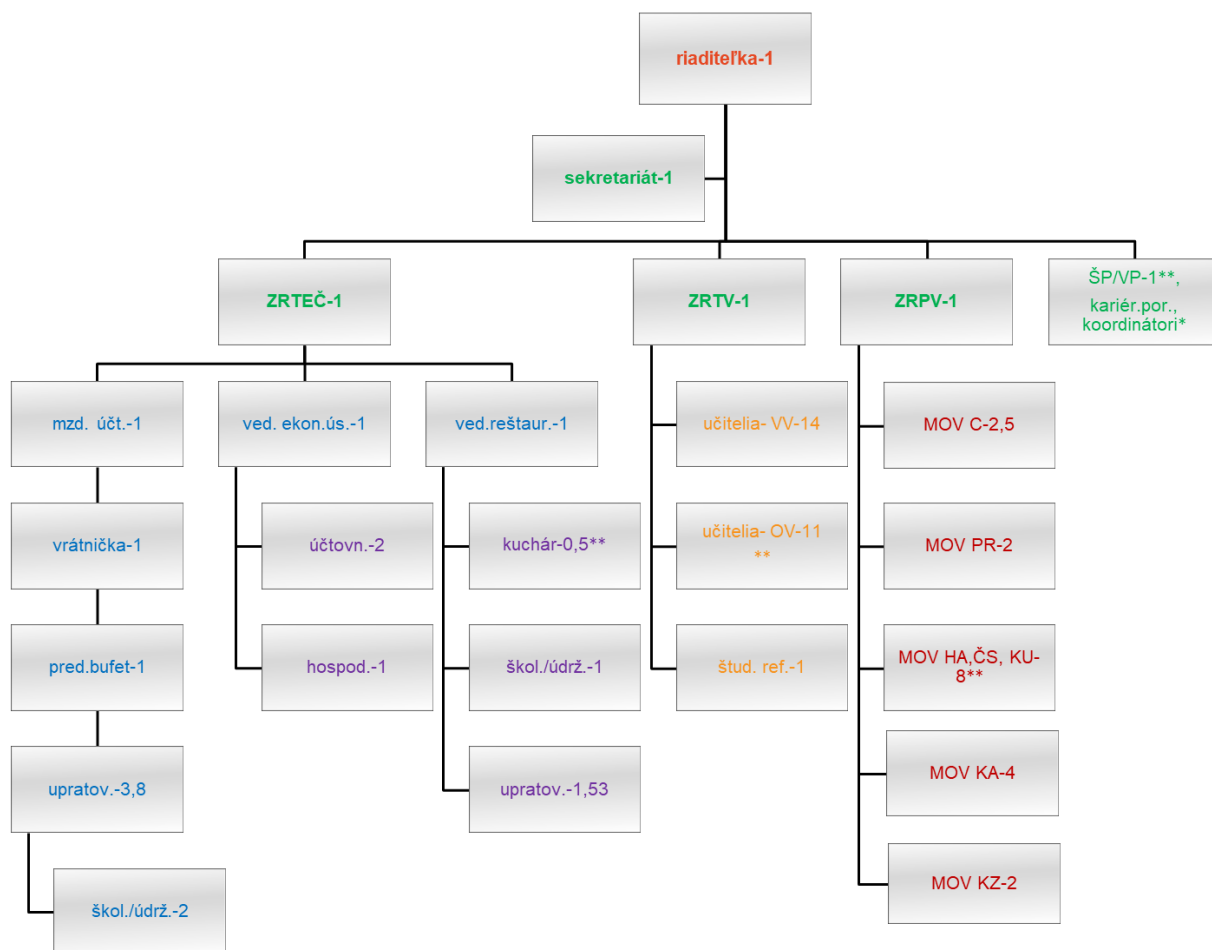 riaditeľka-1
sekretariát-1
ZRTEČ-1
ZRTV-1
ZRPV-1
ŠP/VP-1**,
kariér.por.,
koordinátori*
mzd. účt.-1
ved. ekon.ús.-1
ved.reštaur.-1
učitelia- VV-14
MOV C-2,5
vrátnička-1
účtovn.-2
kuchár-0,5**
učitelia- OV-11
**
MOV PR-2
pred.bufet-1
hospod.-1
škol./údrž.-1
štud. ref.-1
MOV HA,ČS, KU-
8**
upratov.-3,8
upratov.-1,53
MOV KA-4
škol./údrž.-2
MOV KZ-2